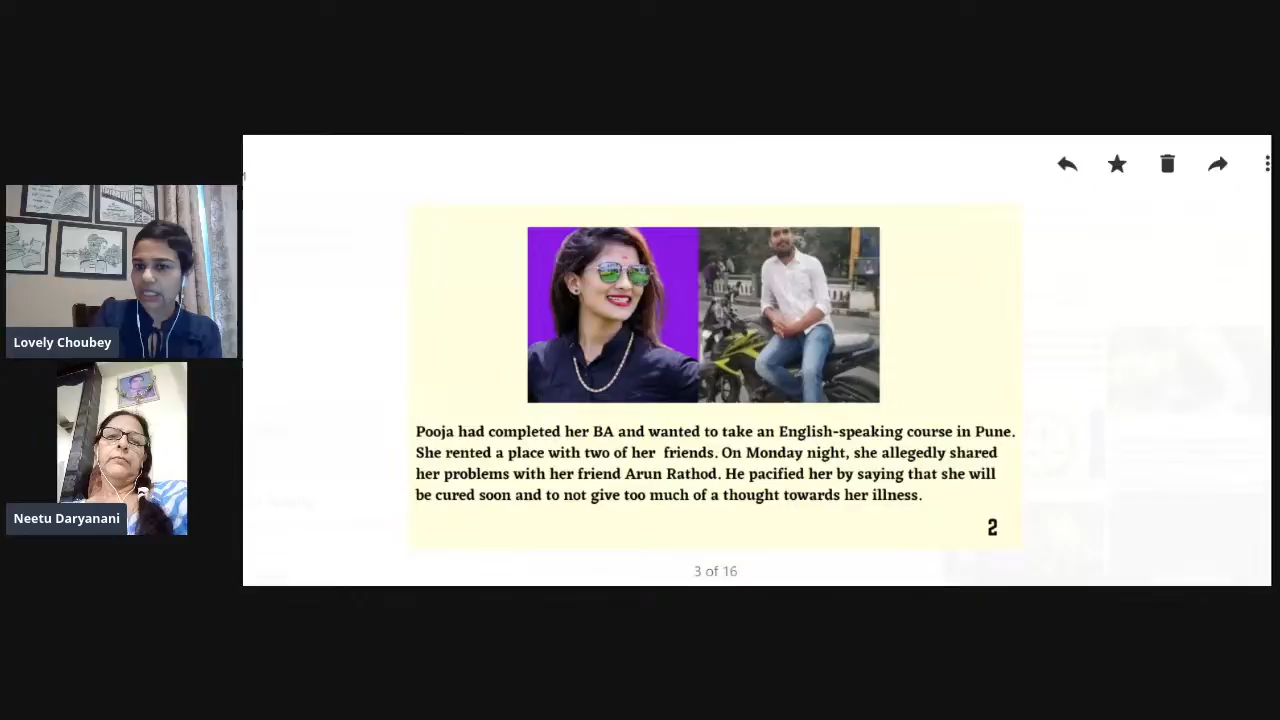 Lovely Choubey
Neetu Daryanani
Pooja had completed her BA and wanted to take an English-speaking course in Pune.
She rented a place with two of her friends. On Monday night, she allegedly shared
her problems with her friend Arun Rathod. He pacified her by saying that she will
be cured soon and to not give too much of a thought towards her illness.
2
3 of 16